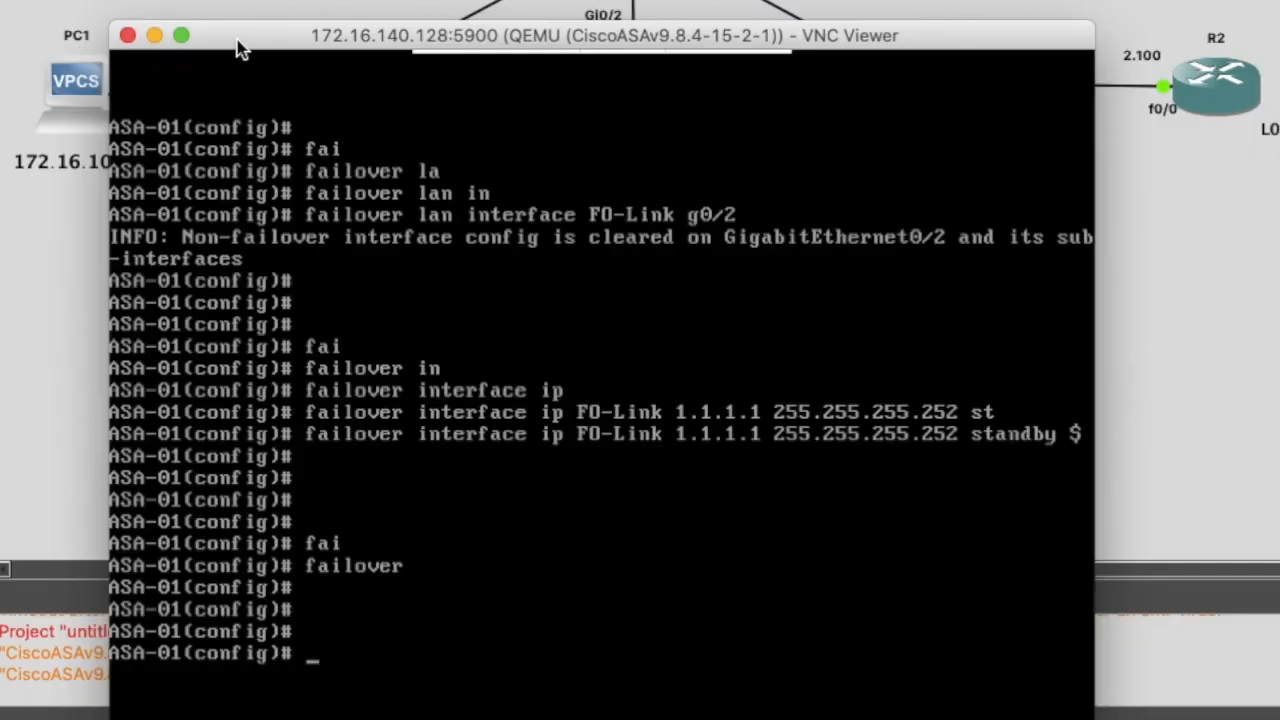 Gi0/2
PC1
172.16.140.128:5900 (QEMU (CiscoASAv9.8.4-15-2-1)) - VNC Viewer
R2
2.100
VPCS
f0/0
L0
172.16.10
ASA-01(config)#
ASA-01(config)# fai
ASA-01(config)# failover la
ASA-01(config)# failover lan in
ASA-01(config)# failover lan interface FO-Link g0/2
INFO: Non-failover interface config is cleared on GigabitEthernet0/2 and its sub
-interfaces
ASA-01(config)#
ASA-01(config)#
ASA-01(config)#
ASA-01(config)# fai
ASA-01(config)# failover in
ASA-01(config)# failover interface ip
ASA-01(config)# failover interface ip FO-Link 1.1.1.1 255.255.255.252 st
ASA-01(config)# failover interface ip FO-Link 1.1.1.1 255.255.255.252 standby $
ASA-01(config)#
ASA-01(config)#
ASA-01(config)#
ASA-01(config)#
ASA-01(config)# fai
ASA-01(config)# failover
ASA-01(config)#
ASA-01(config)#
ASA-01(config)#
ASA-01(config)# _
Project "untitl
"CiscoASAv9.
"CiscoASAv9.